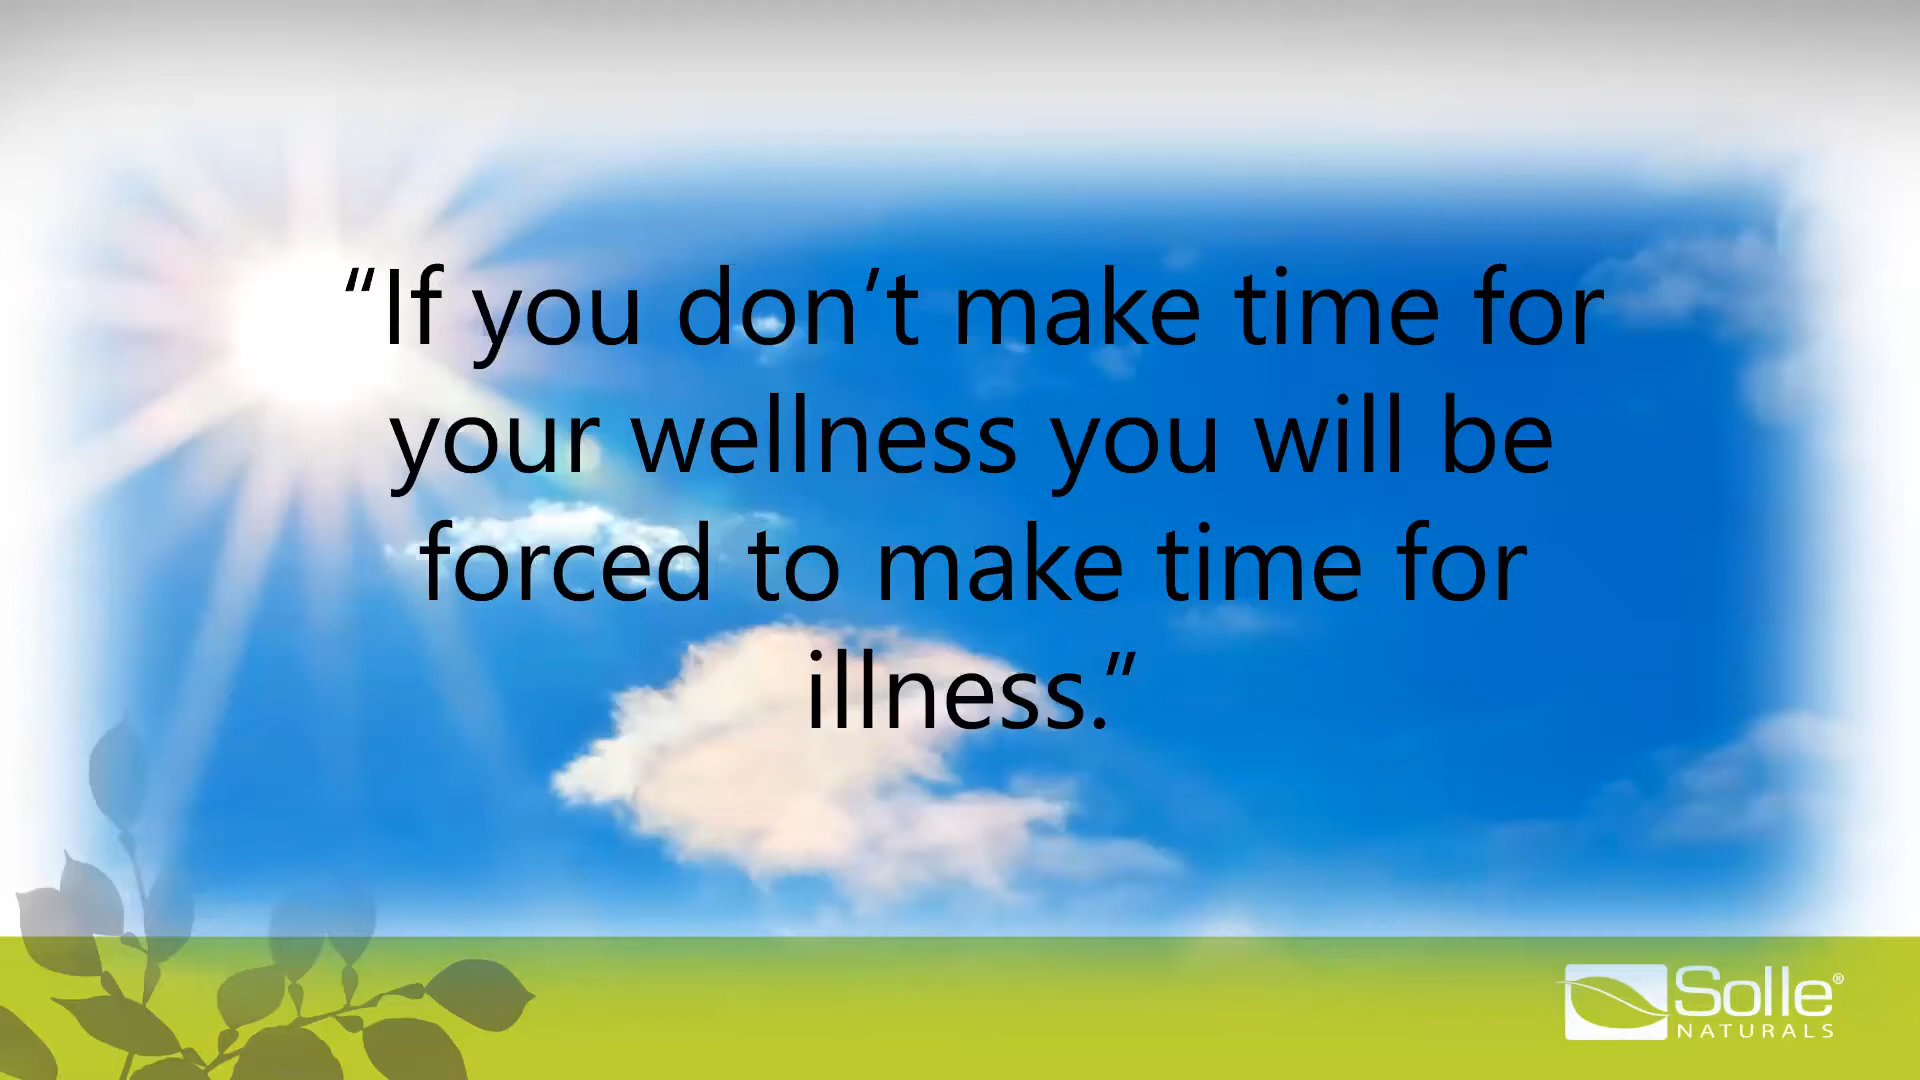 “If you don’t make time for
your wellness you will be
forced to make time for
illness.”
Solle®
NATURALS